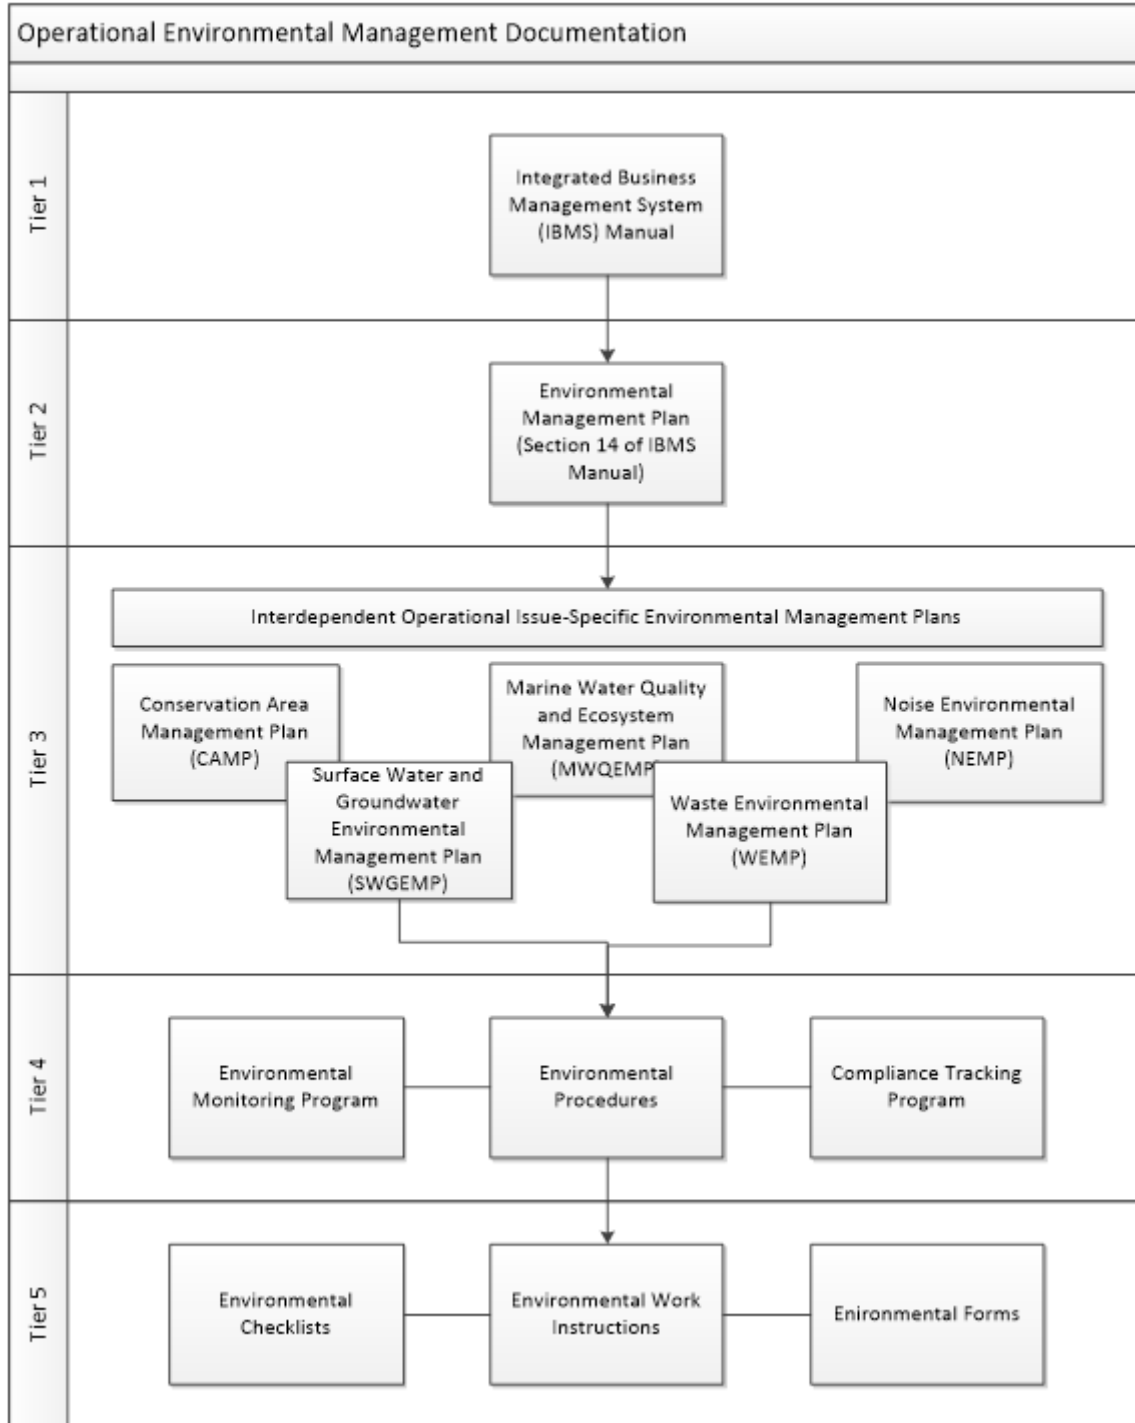 Operational Environmental Management Documentation
Tier 1
Integrated Business
Management System
(IBMS) Manual
Tier 2
Environmental
Management Plan
(Section 14 of IBMS
Manual)
Tier 3
Interdependent Operational Issue-Specific Environmental Management Plans
Conservation Area
Management Plan
(CAMP)
Marine Water Quality
and Ecosystem
Management Plan
(MWQEMP)
Noise Environmental
Management Plan
(NEMP)
Surface Water and
Groundwater
Environmental
Management Plan
(SWGEMP)
Waste Environmental
Management Plan
(WEMP)
Tier 4
Environmental
Monitoring Program
Environmental
Procedures
Compliance Tracking
Program
Tier 5
Environmental
Checklists
Environmental Work
Instructions
Enironmental Forms